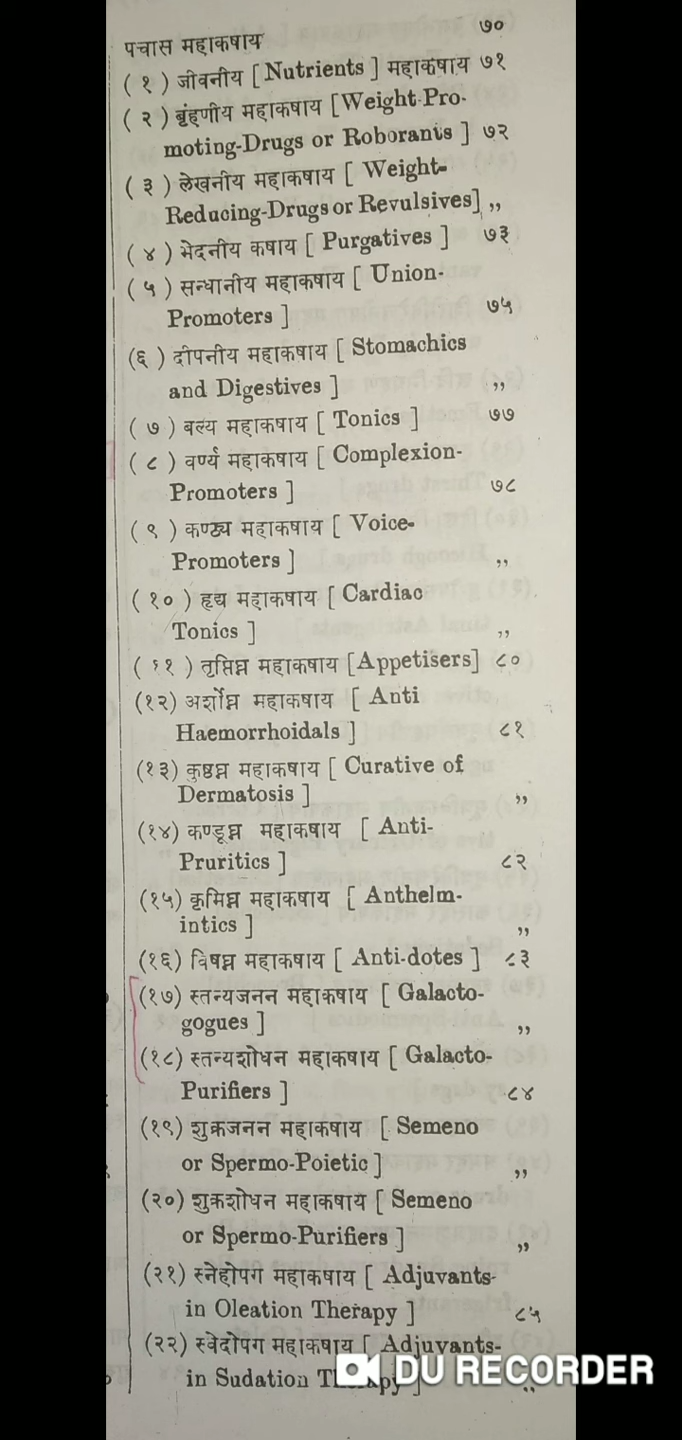 पचास महाकषाय ७०
( १ ) जीवनीय [ Nutrients ] महाकषाय ७१
( २ ) बृंहणीय महाकषाय [Weight-Pro-
moting-Drugs or Roborants ] ७२
( ३ ) लेखनीय महाकषाय [ Weight-
Reducing-Drugs or Revulsives] ,,
( ४ ) भेदनीय कषाय [ Purgatives ] ७३
( ५ ) सन्धानीय महाकषाय [ Union-
Promoters ] ७५
(६ ) दीपनीय महाकषाय [ Stomachics
and Digestives ] ,,
( ७ ) बल्य महाकषाय [ Tonics ] ७७
( ८ ) वर्ण्य महाकषाय [ Complexion-
Promoters ] ७८
( ९ ) कण्ठ्य महाकषाय [ Voice-
Promoters ] ,,
( १० ) हृद्य महाकषाय [ Cardiac
Tonics ] ,,
( ११ ) तृप्तिघ्न महाकषाय [Appetisers] ८०
(१२) अर्शोघ्न महाकषाय [ Anti
Haemorrhoidals ] ८१
(१३) कुष्ठघ्न महाकषाय [ Curative of
Dermatosis ] ,,
(१४) कण्डूघ्न महाकषाय [ Anti-
Pruritics ] ८२
(१५) कृमिघ्न महाकषाय [ Anthelm-
intics ] ,,
(१६) विषघ्न महाकषाय [ Anti-dotes ] ८३
(१७) स्तन्यजनन महाकषाय [ Galacto-
gogues ] ,,
(१८) स्तन्यशोधन महाकषाय [ Galacto-
Purifiers ] ८४
(१९) शुक्रजनन महाकषाय [ Semeno
or Spermo-Poietic ] ,,
(२०) शुक्रशोधन महाकषाय [ Semeno
or Spermo-Purifiers ] ,,
(२१) स्नेहोपग महाकषाय [ Adjuvants-
in Oleation Therapy ] ८५
(२२) स्वेदोपग महाकषाय [ Adjuvants-
in Sudation Therapy ] ,,
DU RECORDER